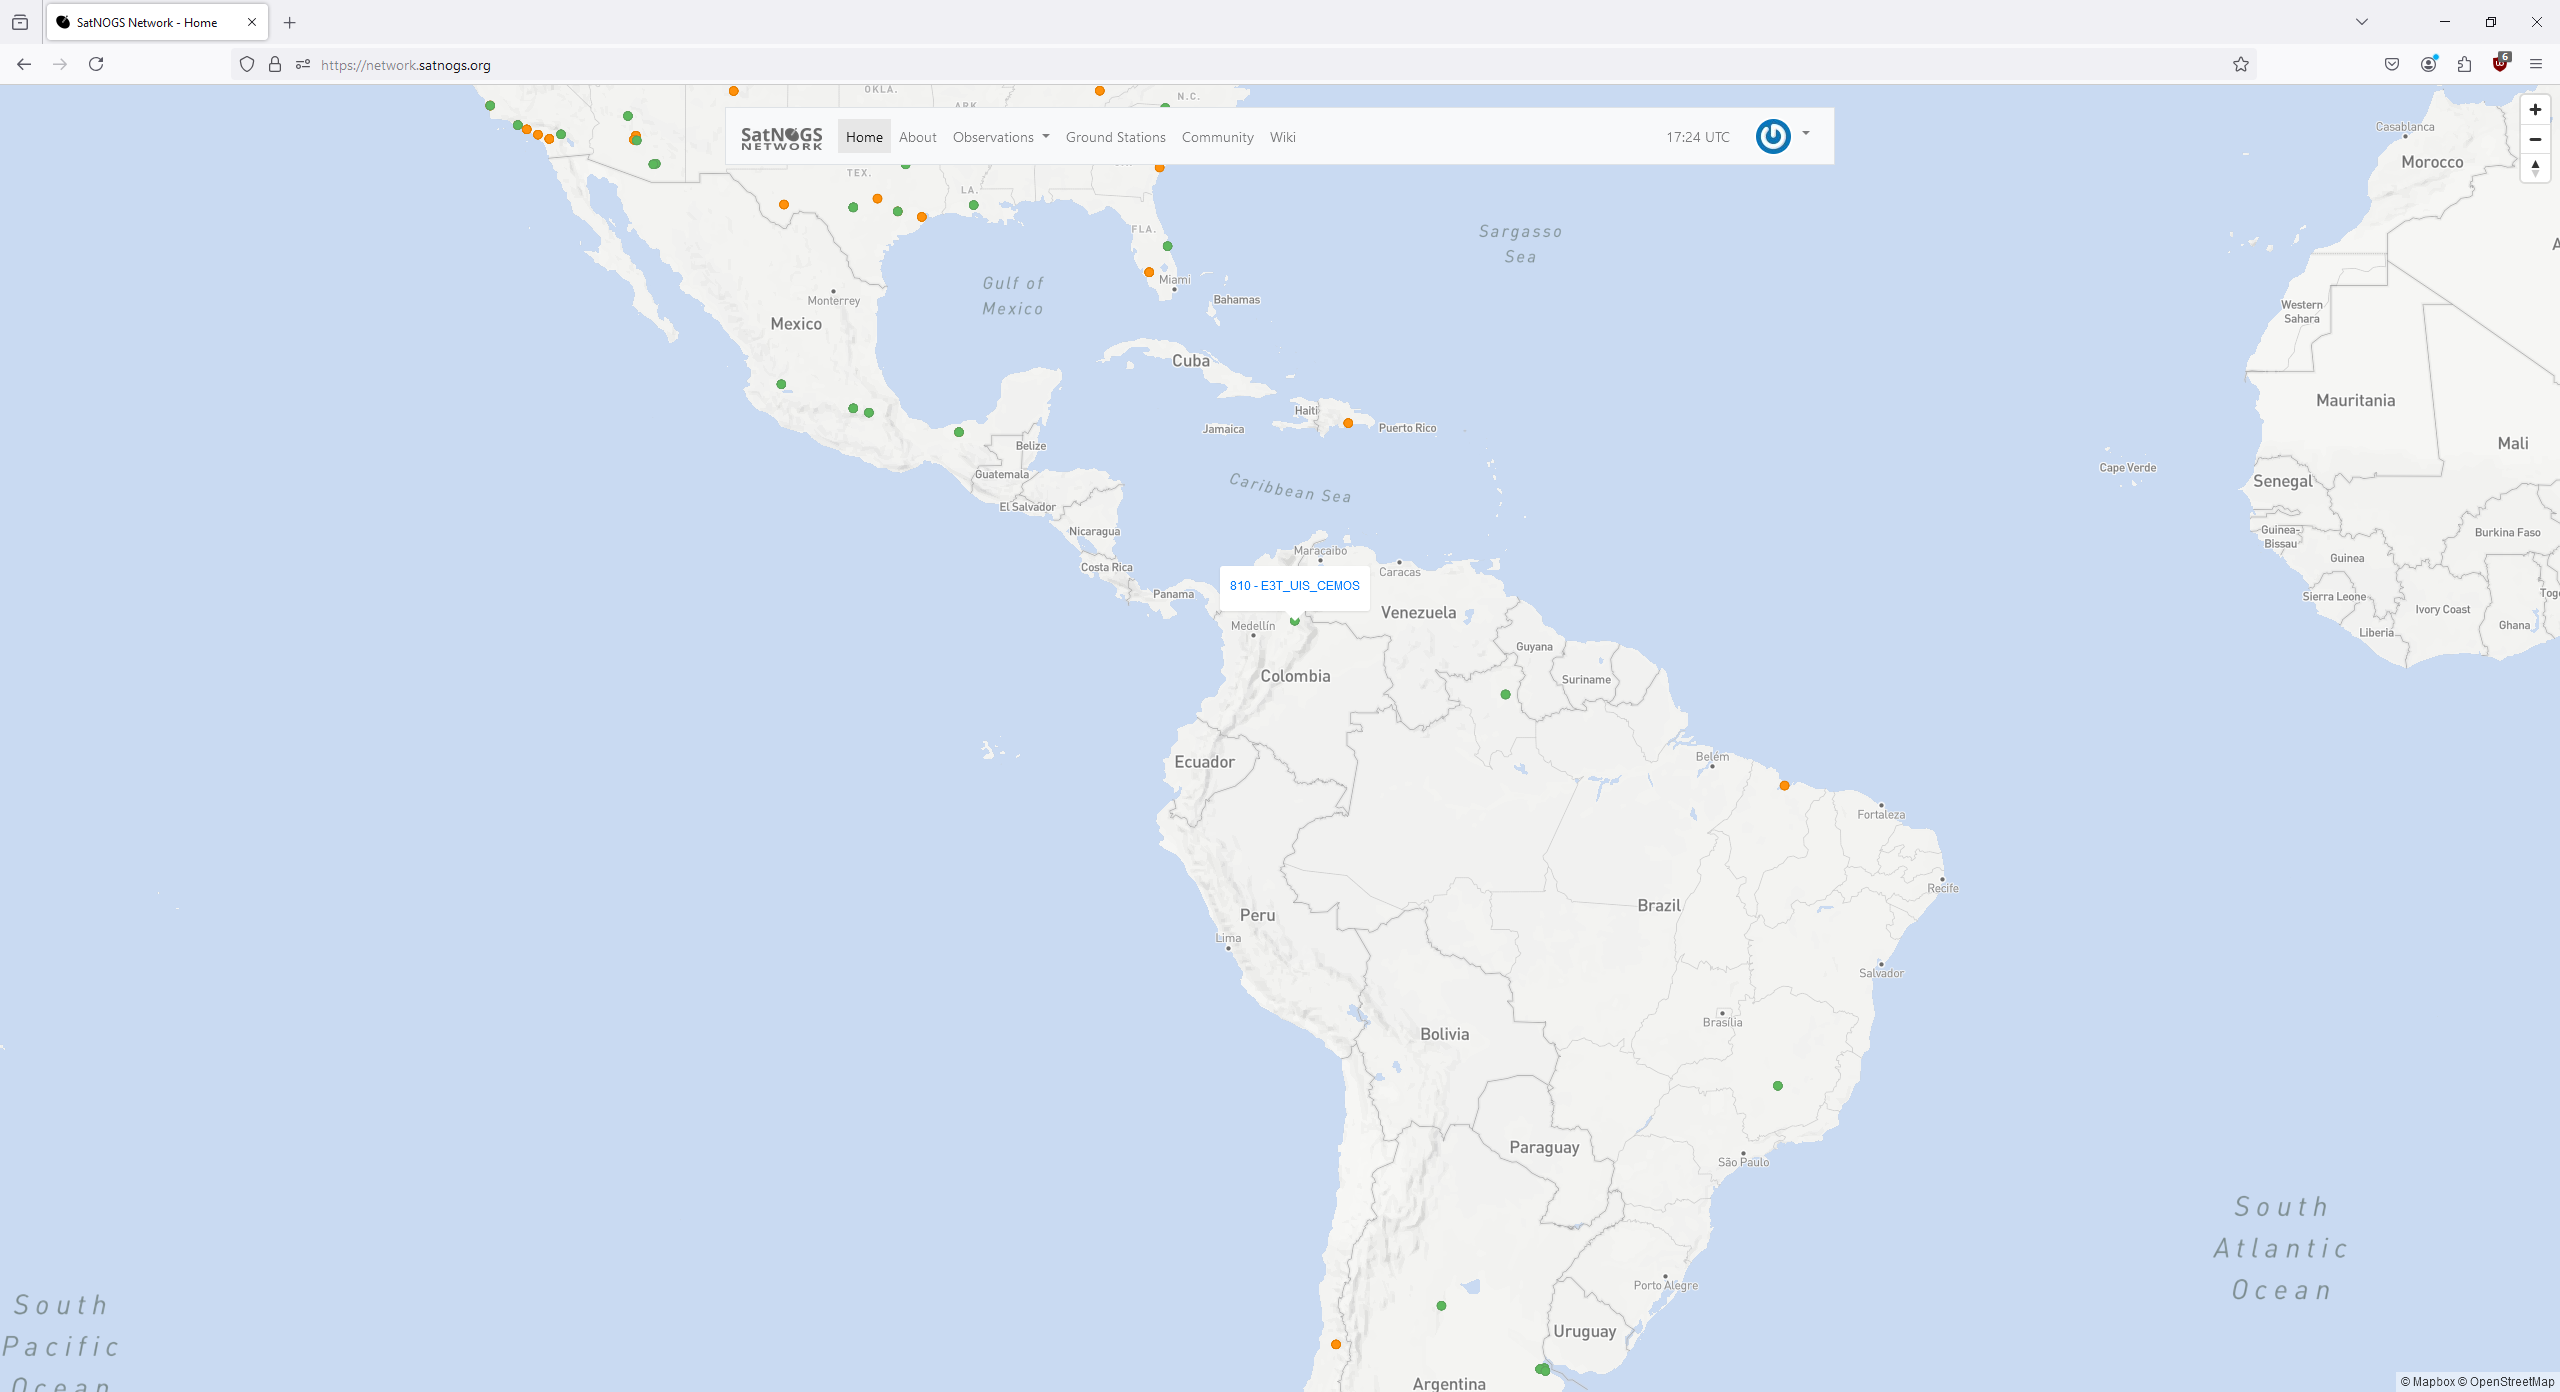 SatNOGS Network - Home
https://network.satnogs.org
6
OKLA.
ARK.
N.C.
SatNOGS
NETWORK
Home
About
Observations
Ground Stations
Community
Wiki
17:24 UTC
Casablanca
Morocco
TEX.
LA.
FLA.
Sargasso
Sea
Gulf of
Mexico
Miami
Monterrey
Bahamas
Western
Sahara
Mexico
Cuba
Mauritania
Haiti
Jamaica
Puerto Rico
Mali
Belize
Guatemala
Cape Verde
Caribbean Sea
Senegal
El Salvador
Nicaragua
Guinea-
Bissau
Burkina Faso
Maracaibo
Guinea
Costa Rica
Caracas
810 - E3T_UIS_CEMOS
Panama
Sierra Leone
Ivory Coast
Togo
Venezuela
Medellín
Ghana
Liberia
Guyana
Colombia
Suriname
Ecuador
Belém
Fortaleza
Recife
Brazil
Peru
Lima
Salvador
Brasília
Bolivia
Paraguay
São Paulo
South
Atlantic
Ocean
Porto Alegre
South
Pacific
Ocean
Uruguay
Argentina
© Mapbox © OpenStreetMap